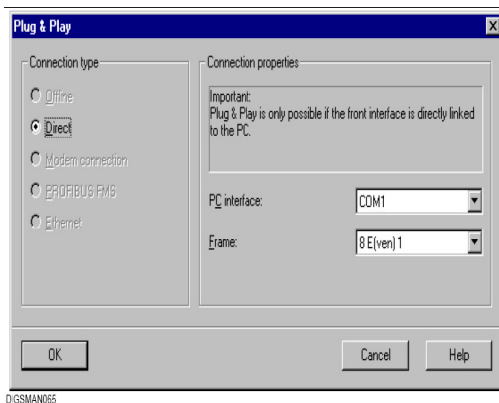 Plug & Play
Connection type
Offline
Direct
Modem connection
PROFIBUS FMS
Ethernet
Connection properties
Important:
Plug & Play is only possible if the front interface is directly linked
to the PC.
PC interface:
COM1
Frame:
8 E(ven) 1
OK
Cancel
Help
DIGSMAN065